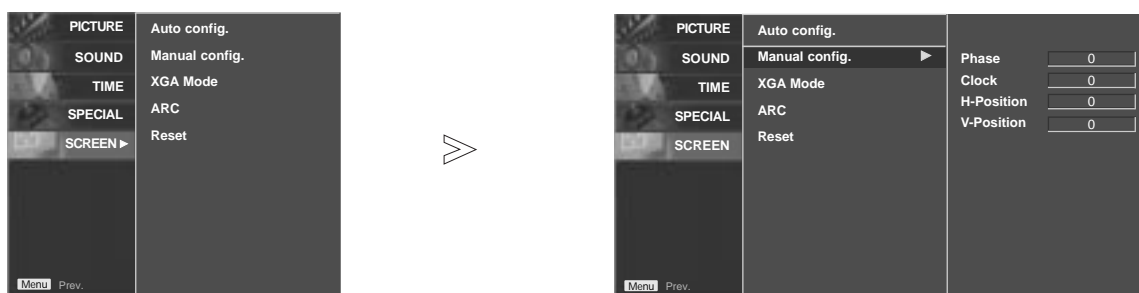 PICTURE
SOUND
TIME
SPECIAL
SCREEN ►
Auto config.
Manual config.
XGA Mode
ARC
Reset
Menu Prev.
PICTURE
SOUND
TIME
SPECIAL
SCREEN
Auto config.
Manual config. ►
XGA Mode
ARC
Reset
Phase 0
Clock 0
H-Position 0
V-Position 0
Menu Prev.